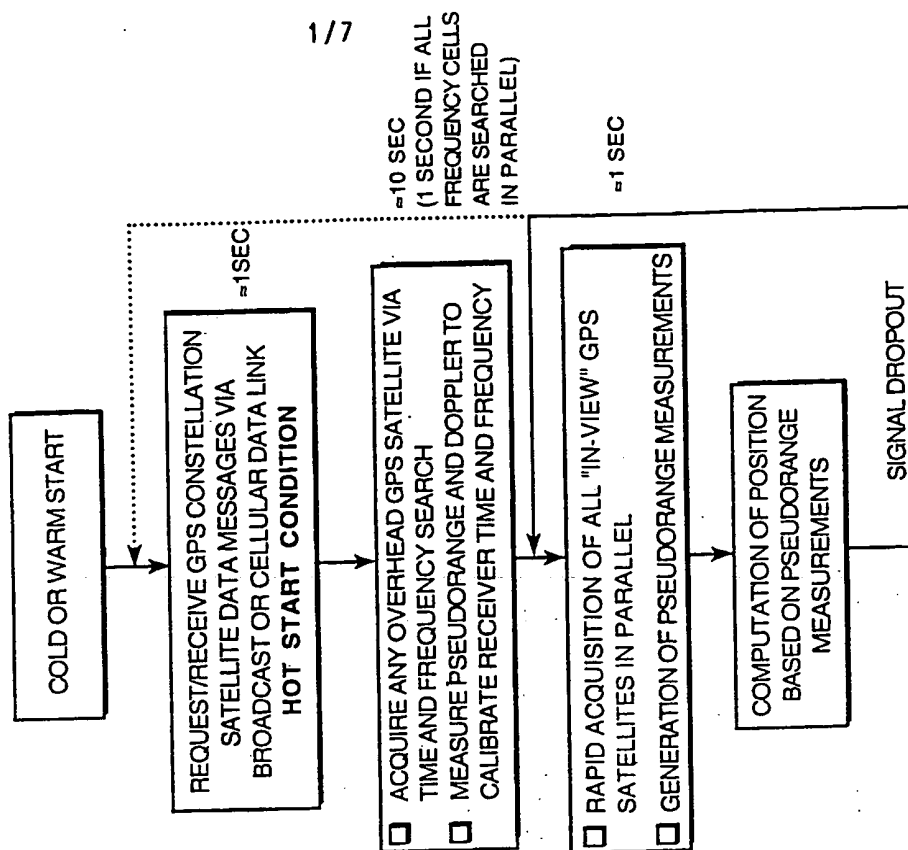 1/7
COLD OR WARM START
REQUEST/RECEIVE GPS CONSTELLATION
SATELLITE DATA MESSAGES VIA
BROADCAST OR CELLULAR DATA LINK
HOT START CONDITION
≈1SEC
ACQUIRE ANY OVERHEAD GPS SATELLITE VIA
TIME AND FREQUENCY SEARCH
MEASURE PSEUDORANGE AND DOPPLER TO
CALIBRATE RECEIVER TIME AND FREQUENCY
≈10 SEC
(1 SECOND IF ALL
FREQUENCY CELLS
ARE SEARCHED
IN PARALLEL)
RAPID ACQUISITION OF ALL "IN-VIEW" GPS
SATELLITES IN PARALLEL
GENERATION OF PSEUDORANGE MEASUREMENTS
≈1 SEC
COMPUTATION OF POSITION
BASED ON PSEUDORANGE
MEASUREMENTS
SIGNAL DROPOUT